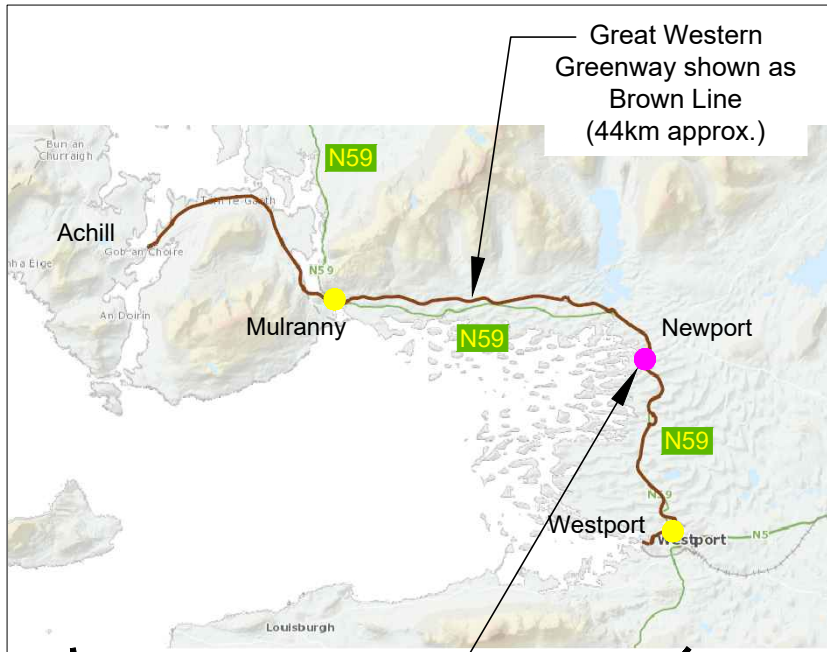 Great Western
Greenway shown as
Brown Line
(44km approx.)
Bun an
Churraigh
N59
Achill
Gob an Choire
N59
An Doirín
Mulranny
N59
Newport
N59
N59
Westport
Westport
N5
Louisburgh